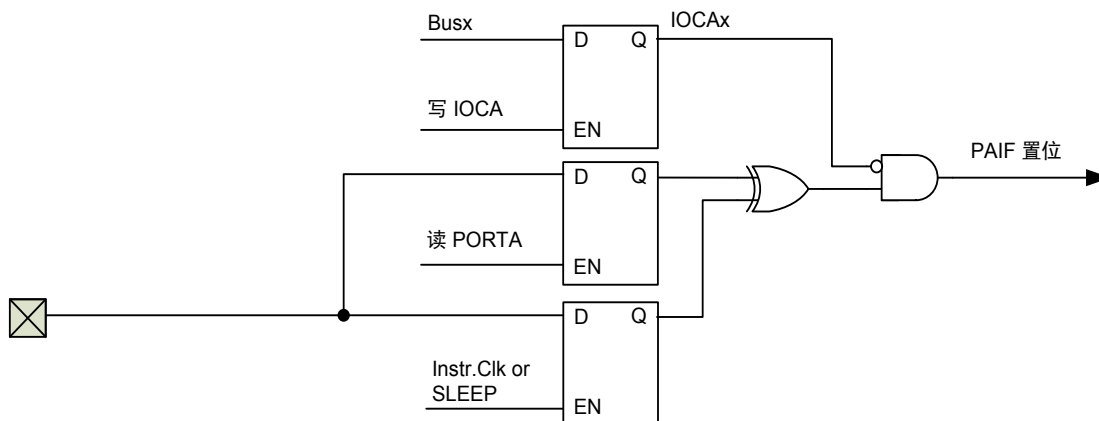 Busx
IOCAx
D Q
写 IOCA
EN
PAIF 置位
D Q
读 PORTA
EN
D Q
Instr.Clk or
SLEEP
EN